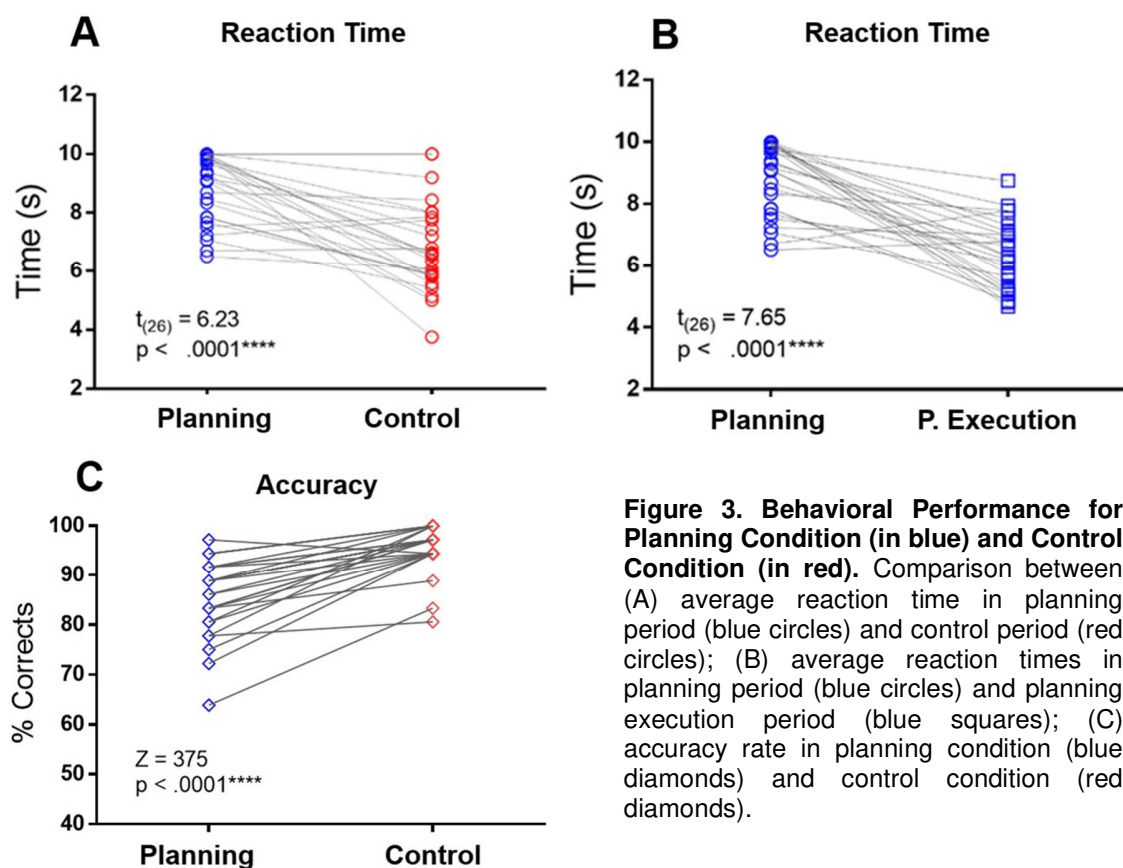 A
Reaction Time
12
10
8
6
4
2
Time (s)
t(26) = 6.23
p < .0001****
Planning Control
B
Reaction Time
12
10
8
6
4
2
Time (s)
t(26) = 7.65
p < .0001****
Planning P. Execution
C
Accuracy
100
90
80
70
60
50
40
% Corrects
Z = 375
p < .0001****
Planning Control
Figure 3. Behavioral Performance for
Planning Condition (in blue) and Control
Condition (in red). Comparison between
(A) average reaction time in planning
period (blue circles) and control period (red
circles); (B) average reaction times in
planning period (blue circles) and planning
execution period (blue squares); (C)
accuracy rate in planning condition (blue
diamonds) and control condition (red
diamonds).